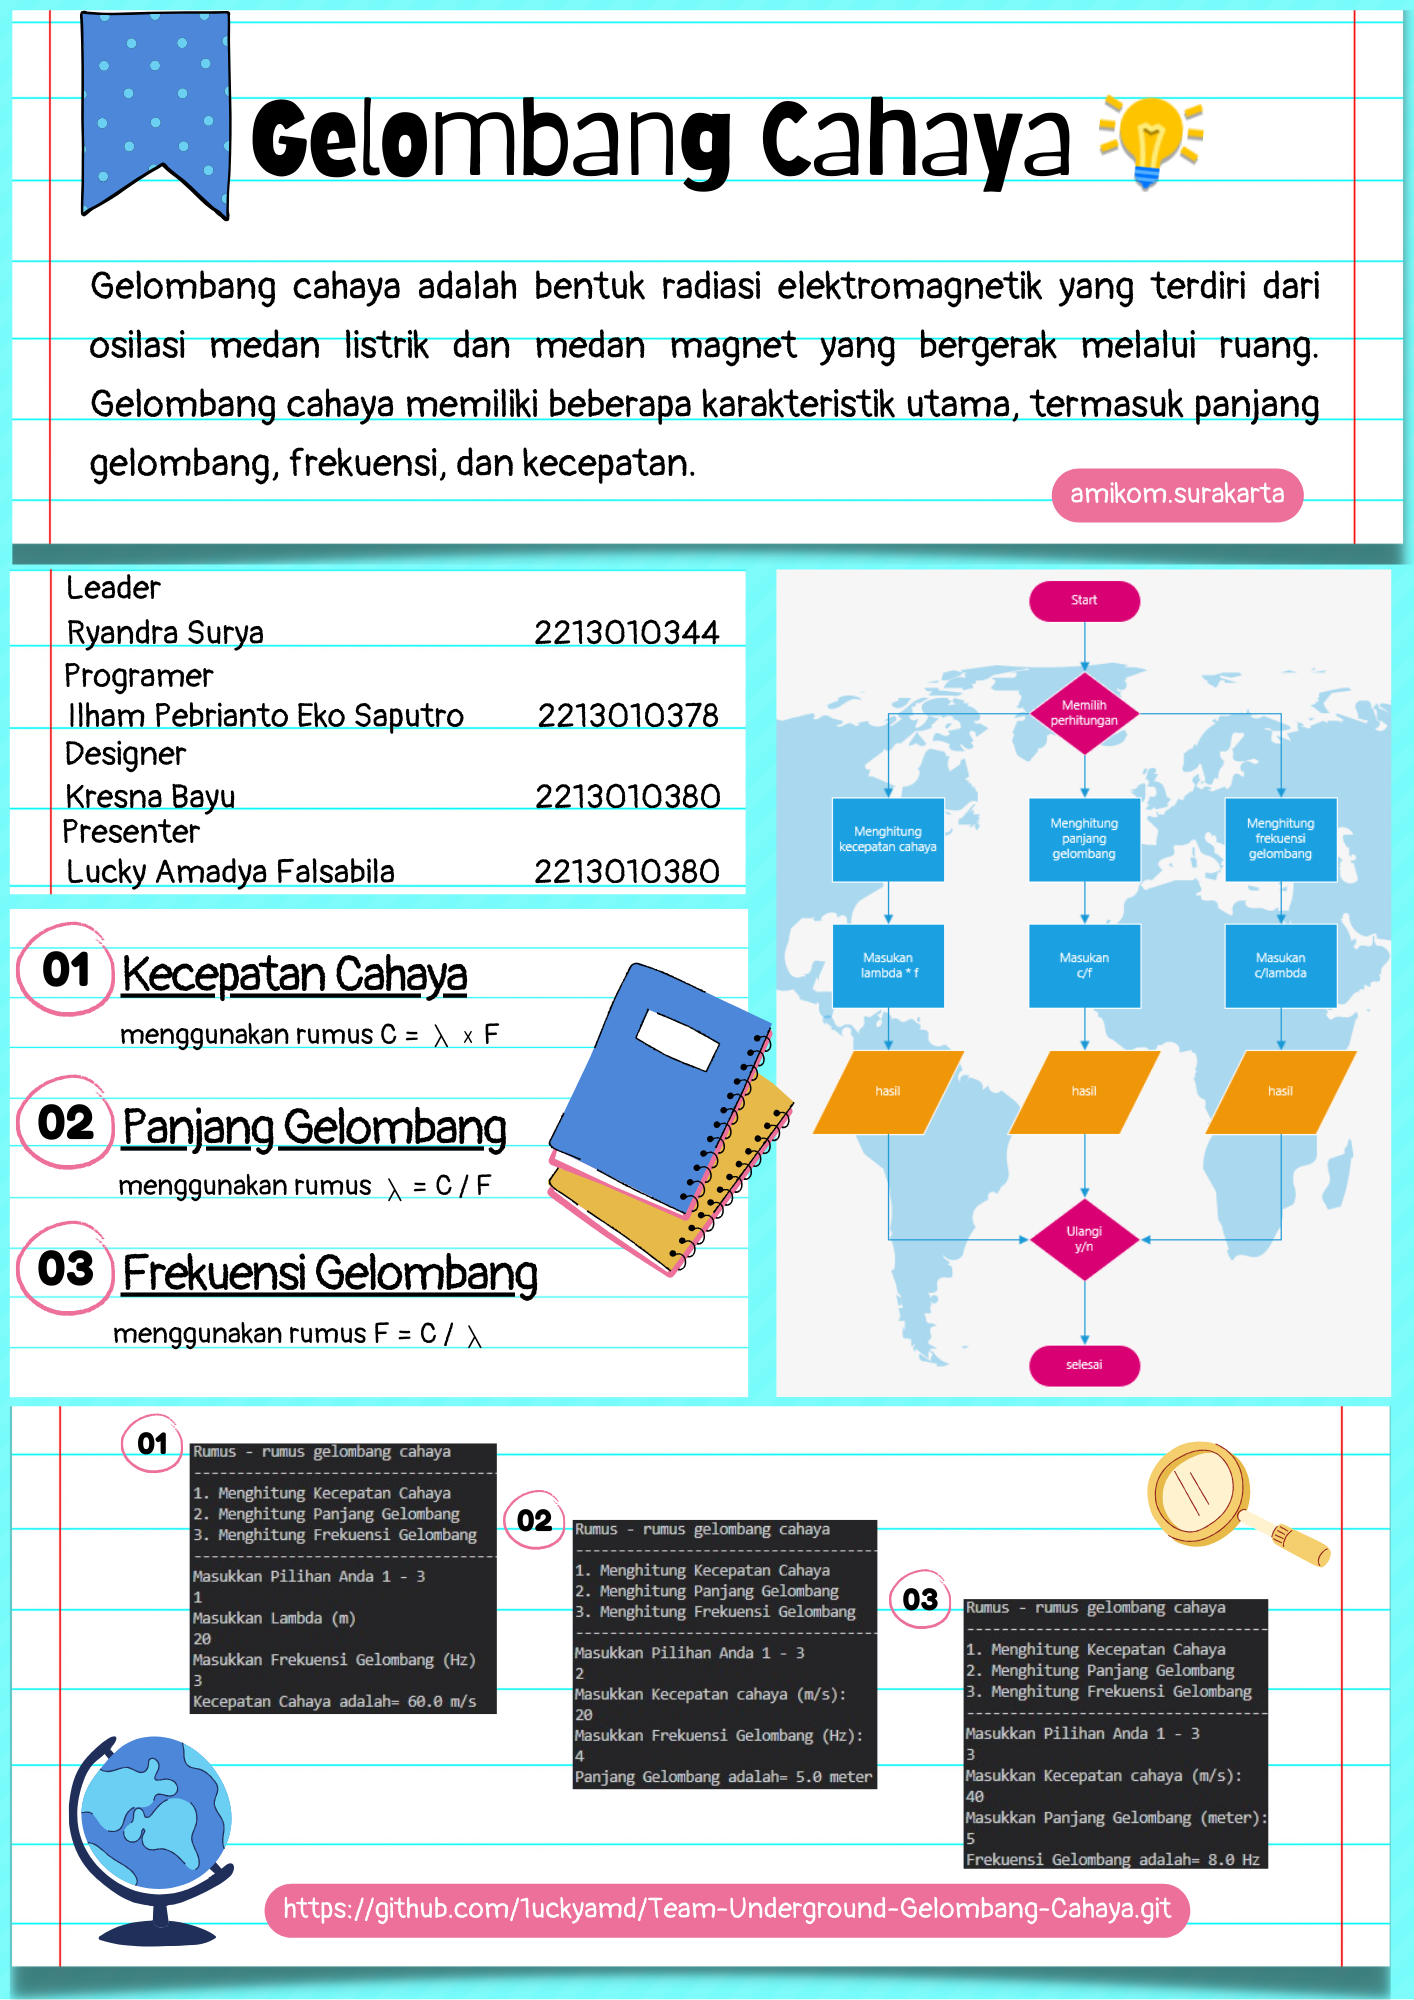 Gelombang Cahaya
Gelombang cahaya adalah bentuk radiasi elektromagnetik yang terdiri dari
osilasi medan listrik dan medan magnet yang bergerak melalui ruang.
Gelombang cahaya memiliki beberapa karakteristik utama, termasuk panjang
gelombang, frekuensi, dan kecepatan.
amikom.surakarta
Leader
Ryandra Surya 2213010344
Programer
Ilham Pebrianto Eko Saputro 2213010378
Designer
Kresna Bayu 2213010380
Presenter
Lucky Amadya Falsabila 2213010380
01 Kecepatan Cahaya
menggunakan rumus C = λ x F
02 Panjang Gelombang
menggunakan rumus λ = C / F
03 Frekuensi Gelombang
menggunakan rumus F = C / λ
Start
Memilih
perhitungan
Menghitung
kecepatan cahaya
Menghitung
panjang
gelombang
Menghitung
frekuensi
gelombang
Masukan
lambda * f
Masukan
c/f
Masukan
c/lambda
hasil
hasil
hasil
Ulangi
y/n
selesai
01
Rumus - rumus gelombang cahaya
------------------------------------
1. Menghitung Kecepatan Cahaya
2. Menghitung Panjang Gelombang
3. Menghitung Frekuensi Gelombang
------------------------------------
Masukkan Pilihan Anda 1 - 3
1
Masukkan Lambda (m)
20
Masukkan Frekuensi Gelombang (Hz)
3
Kecepatan Cahaya adalah= 60.0 m/s
02
Rumus - rumus gelombang cahaya
------------------------------------
1. Menghitung Kecepatan Cahaya
2. Menghitung Panjang Gelombang
3. Menghitung Frekuensi Gelombang
------------------------------------
Masukkan Pilihan Anda 1 - 3
2
Masukkan Kecepatan cahaya (m/s):
20
Masukkan Frekuensi Gelombang (Hz):
4
Panjang Gelombang adalah= 5.0 meter
03
Rumus - rumus gelombang cahaya
------------------------------------
1. Menghitung Kecepatan Cahaya
2. Menghitung Panjang Gelombang
3. Menghitung Frekuensi Gelombang
------------------------------------
Masukkan Pilihan Anda 1 - 3
3
Masukkan Kecepatan cahaya (m/s):
40
Masukkan Panjang Gelombang (meter):
5
Frekuensi Gelombang adalah= 8.0 Hz
https://github.com/1uckyamd/Team-Underground-Gelombang-Cahaya.git